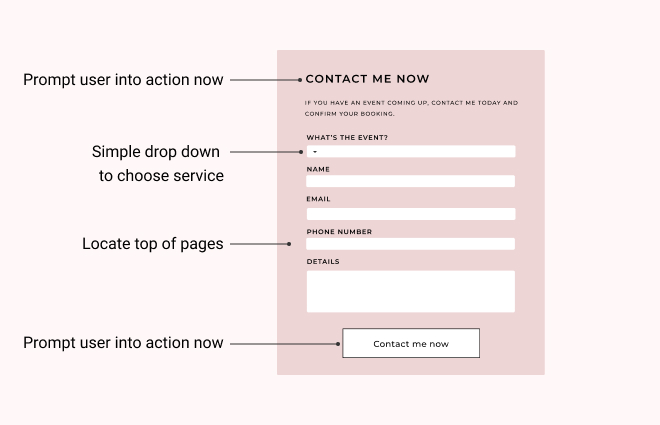 Prompt user into action now
CONTACT ME NOW
IF YOU HAVE AN EVENT COMING UP, CONTACT ME TODAY AND
CONFIRM YOUR BOOKING.
WHAT'S THE EVENT?
Simple drop down
to choose service
NAME
EMAIL
PHONE NUMBER
Locate top of pages
DETAILS
Prompt user into action now
Contact me now